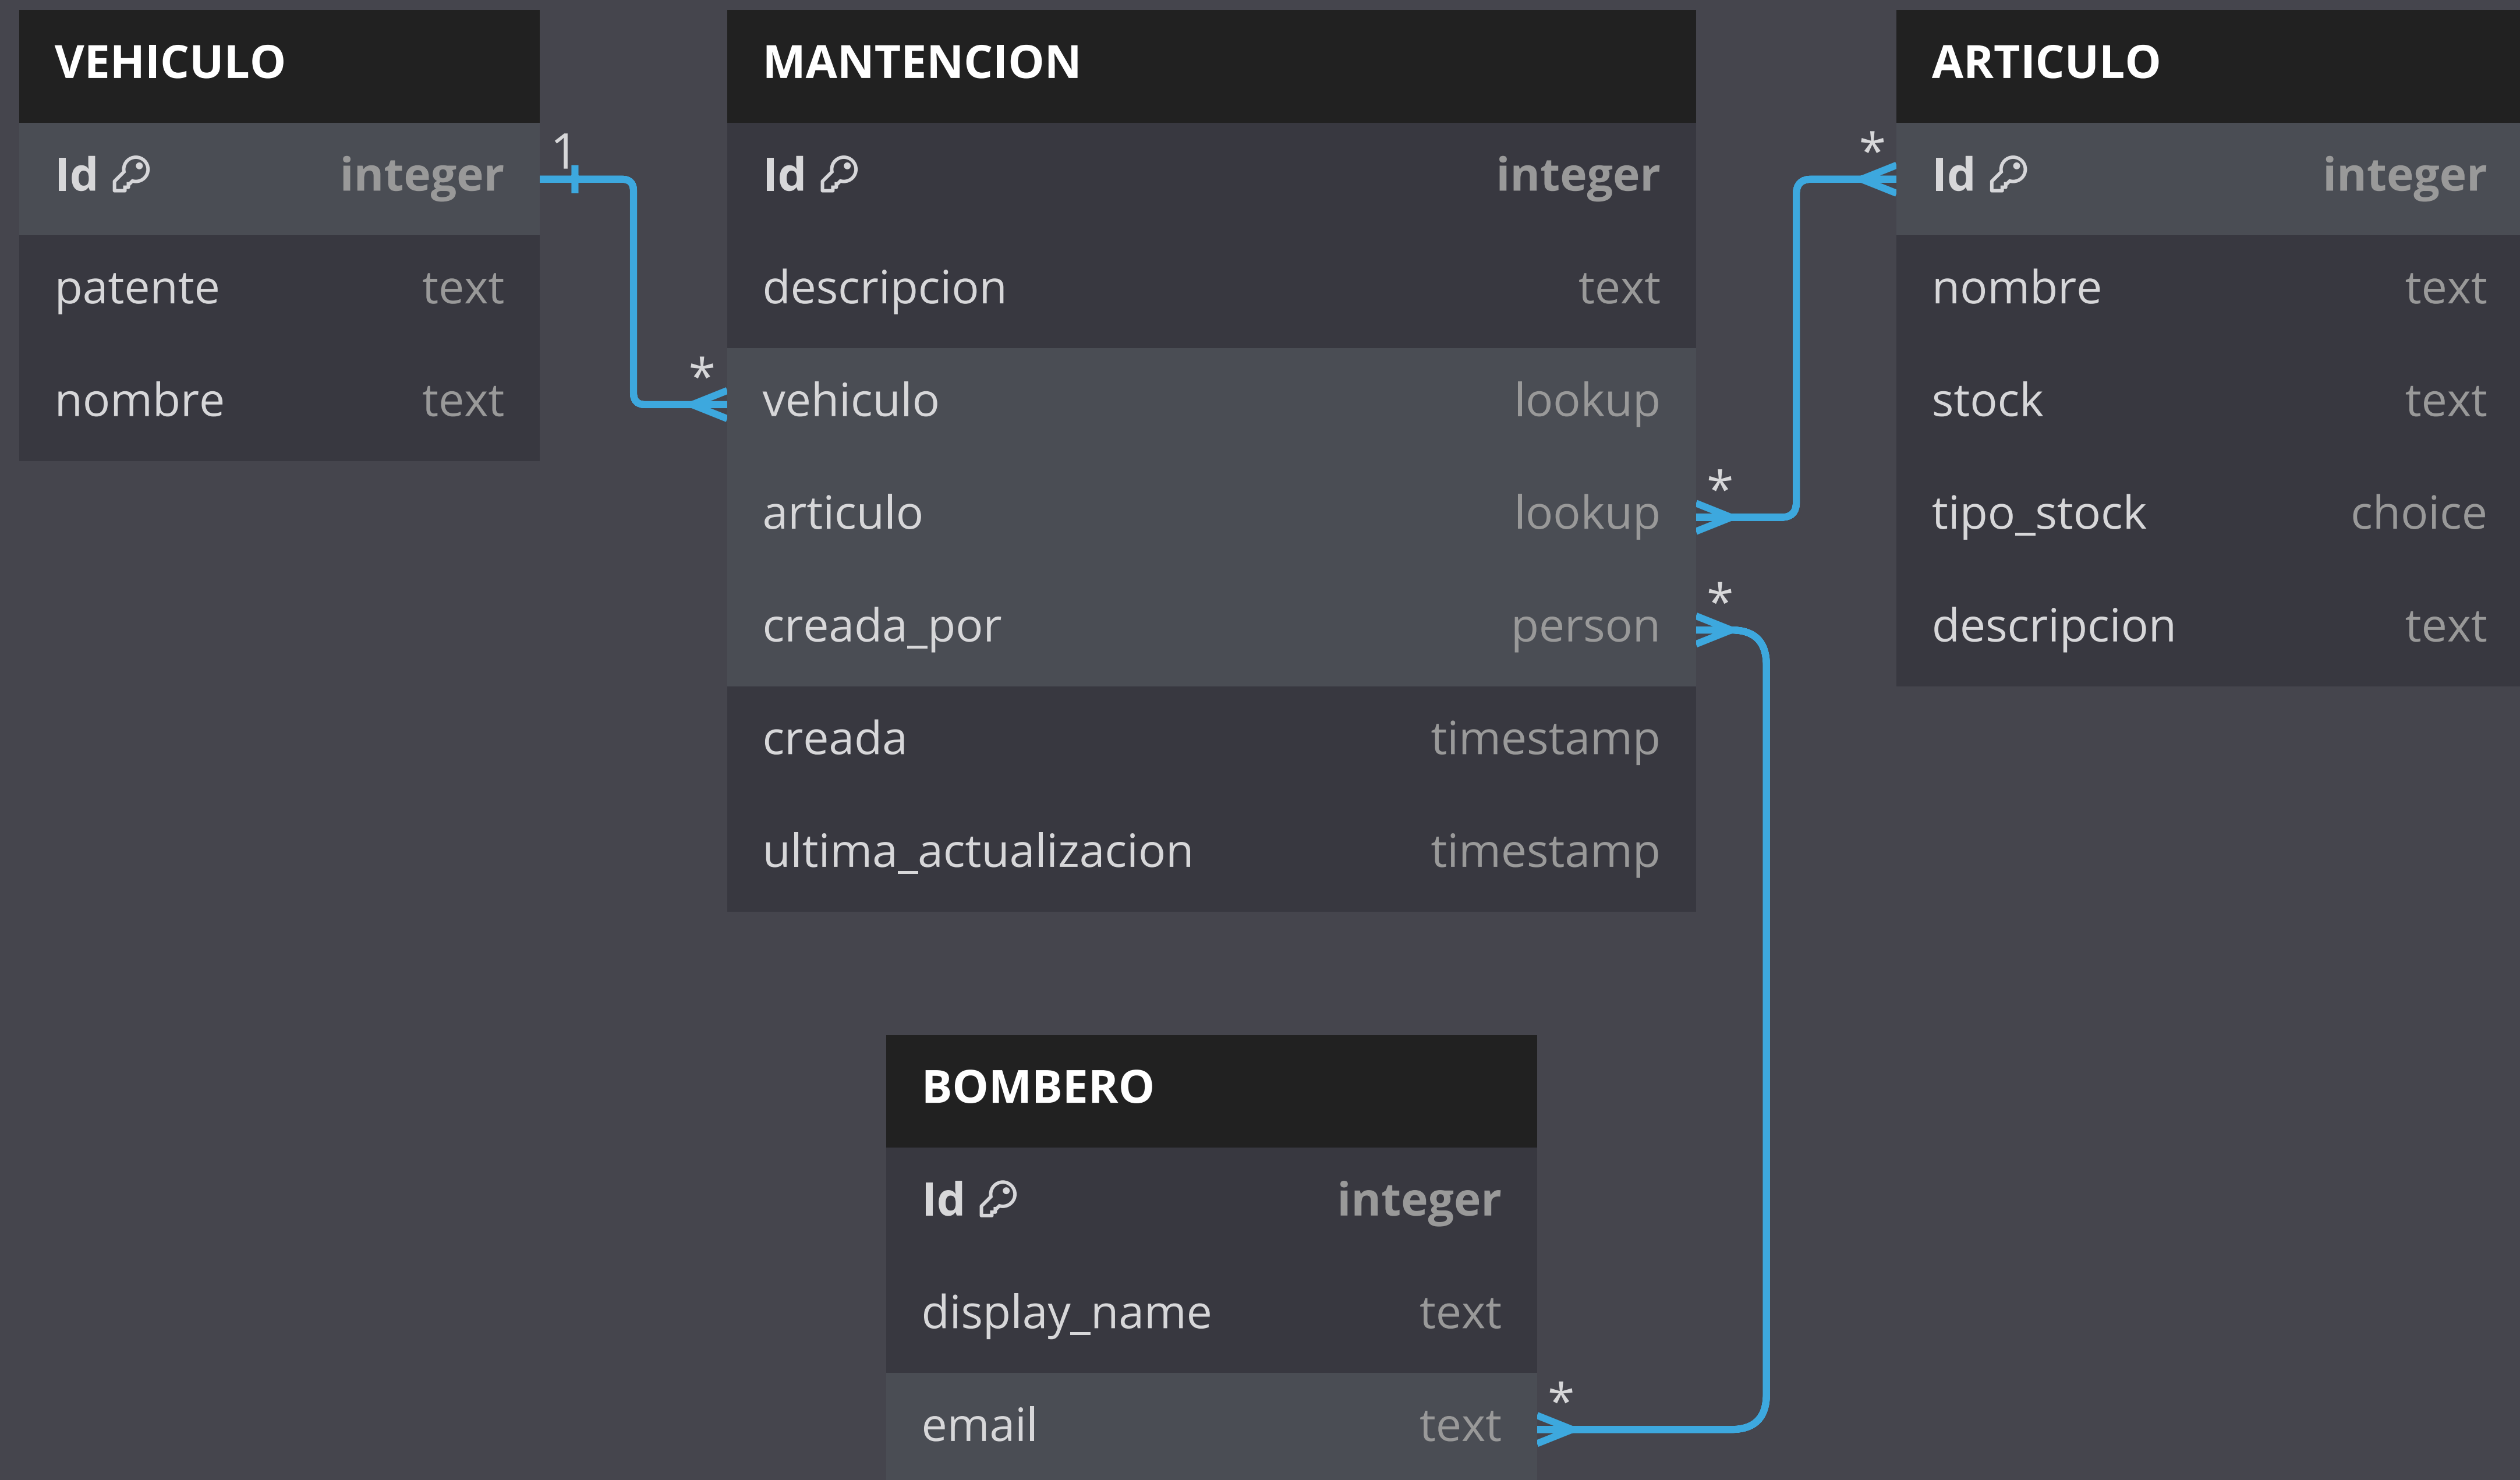 VEHICULO
Id integer
1
patente text
nombre text
MANTENCION
Id integer
descripcion text
*
vehiculo lookup
articulo lookup
*
creada_por person
*
creada timestamp
ultima_actualizacion timestamp
ARTICULO
*
Id integer
nombre text
stock text
tipo_stock choice
descripcion text
BOMBERO
Id integer
display_name text
email text
*